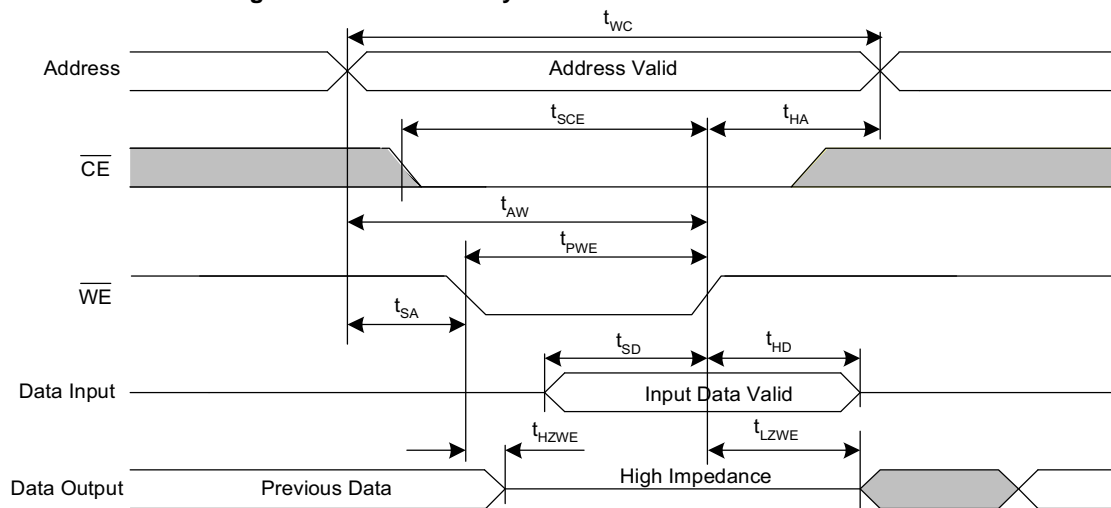 t_WC
Address
Address Valid
t_SCE
t_HA
CE
t_AW
t_PWE
WE
t_SA
t_SD
t_HD
Data Input
Input Data Valid
t_HZWE
t_LZWE
Data Output
Previous Data
High Impedance